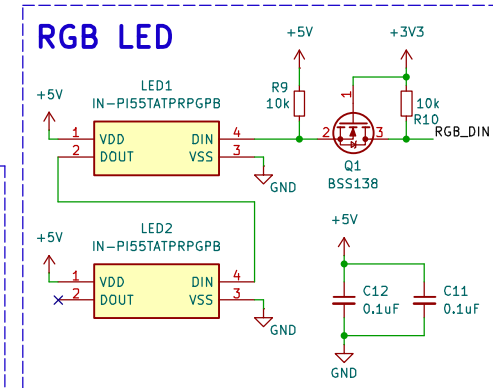 RGB LED
+5V
+3V3
LED1
IN-PI55TATPRPGPB
+5V
R9
10k
1
10k
R10
1 VDD DIN 4
2 DOUT VSS 3
2
3
RGB_DIN
Q1
BSS138
GND
LED2
IN-PI55TATPRPGPB
+5V
+5V
1 VDD DIN 4
2 DOUT VSS 3
C12
0.1uF
C11
0.1uF
GND
GND